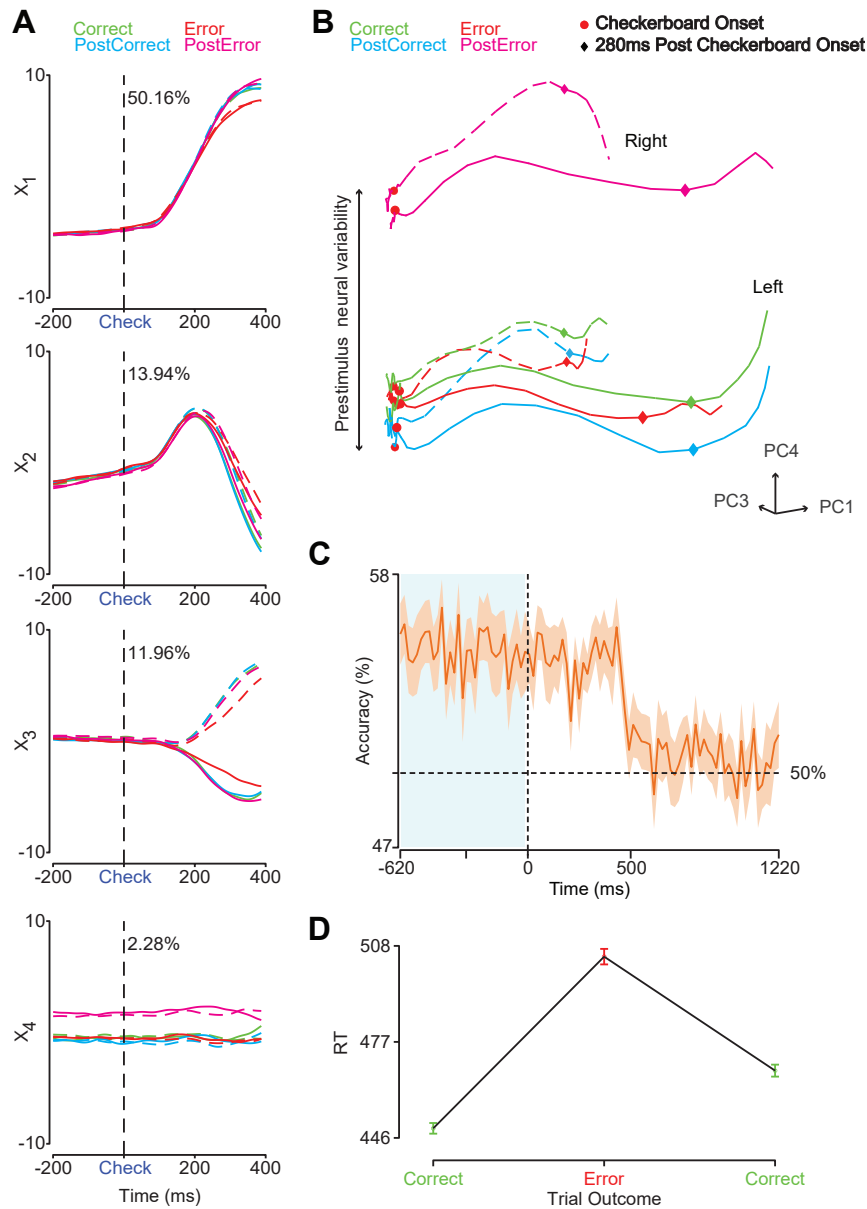 A
Correct Error
PostCorrect PostError
10
50.16%
X1
-10
-200 Check 200 400
10
13.94%
X2
-10
-200 Check 200 400
10
11.96%
X3
-10
-200 Check 200 400
10
2.28%
X4
-10
-200 Check 200 400
Time (ms)
B
Correct Error
PostCorrect PostError
Checkerboard Onset
280ms Post Checkerboard Onset
Right
Prestimulus neural variability
Left
PC4
PC3
PC1
C
58
Accuracy (%)
50%
47
-620 0 500 1220
Time (ms)
D
508
477
RT
446
Correct Error Correct
Trial Outcome